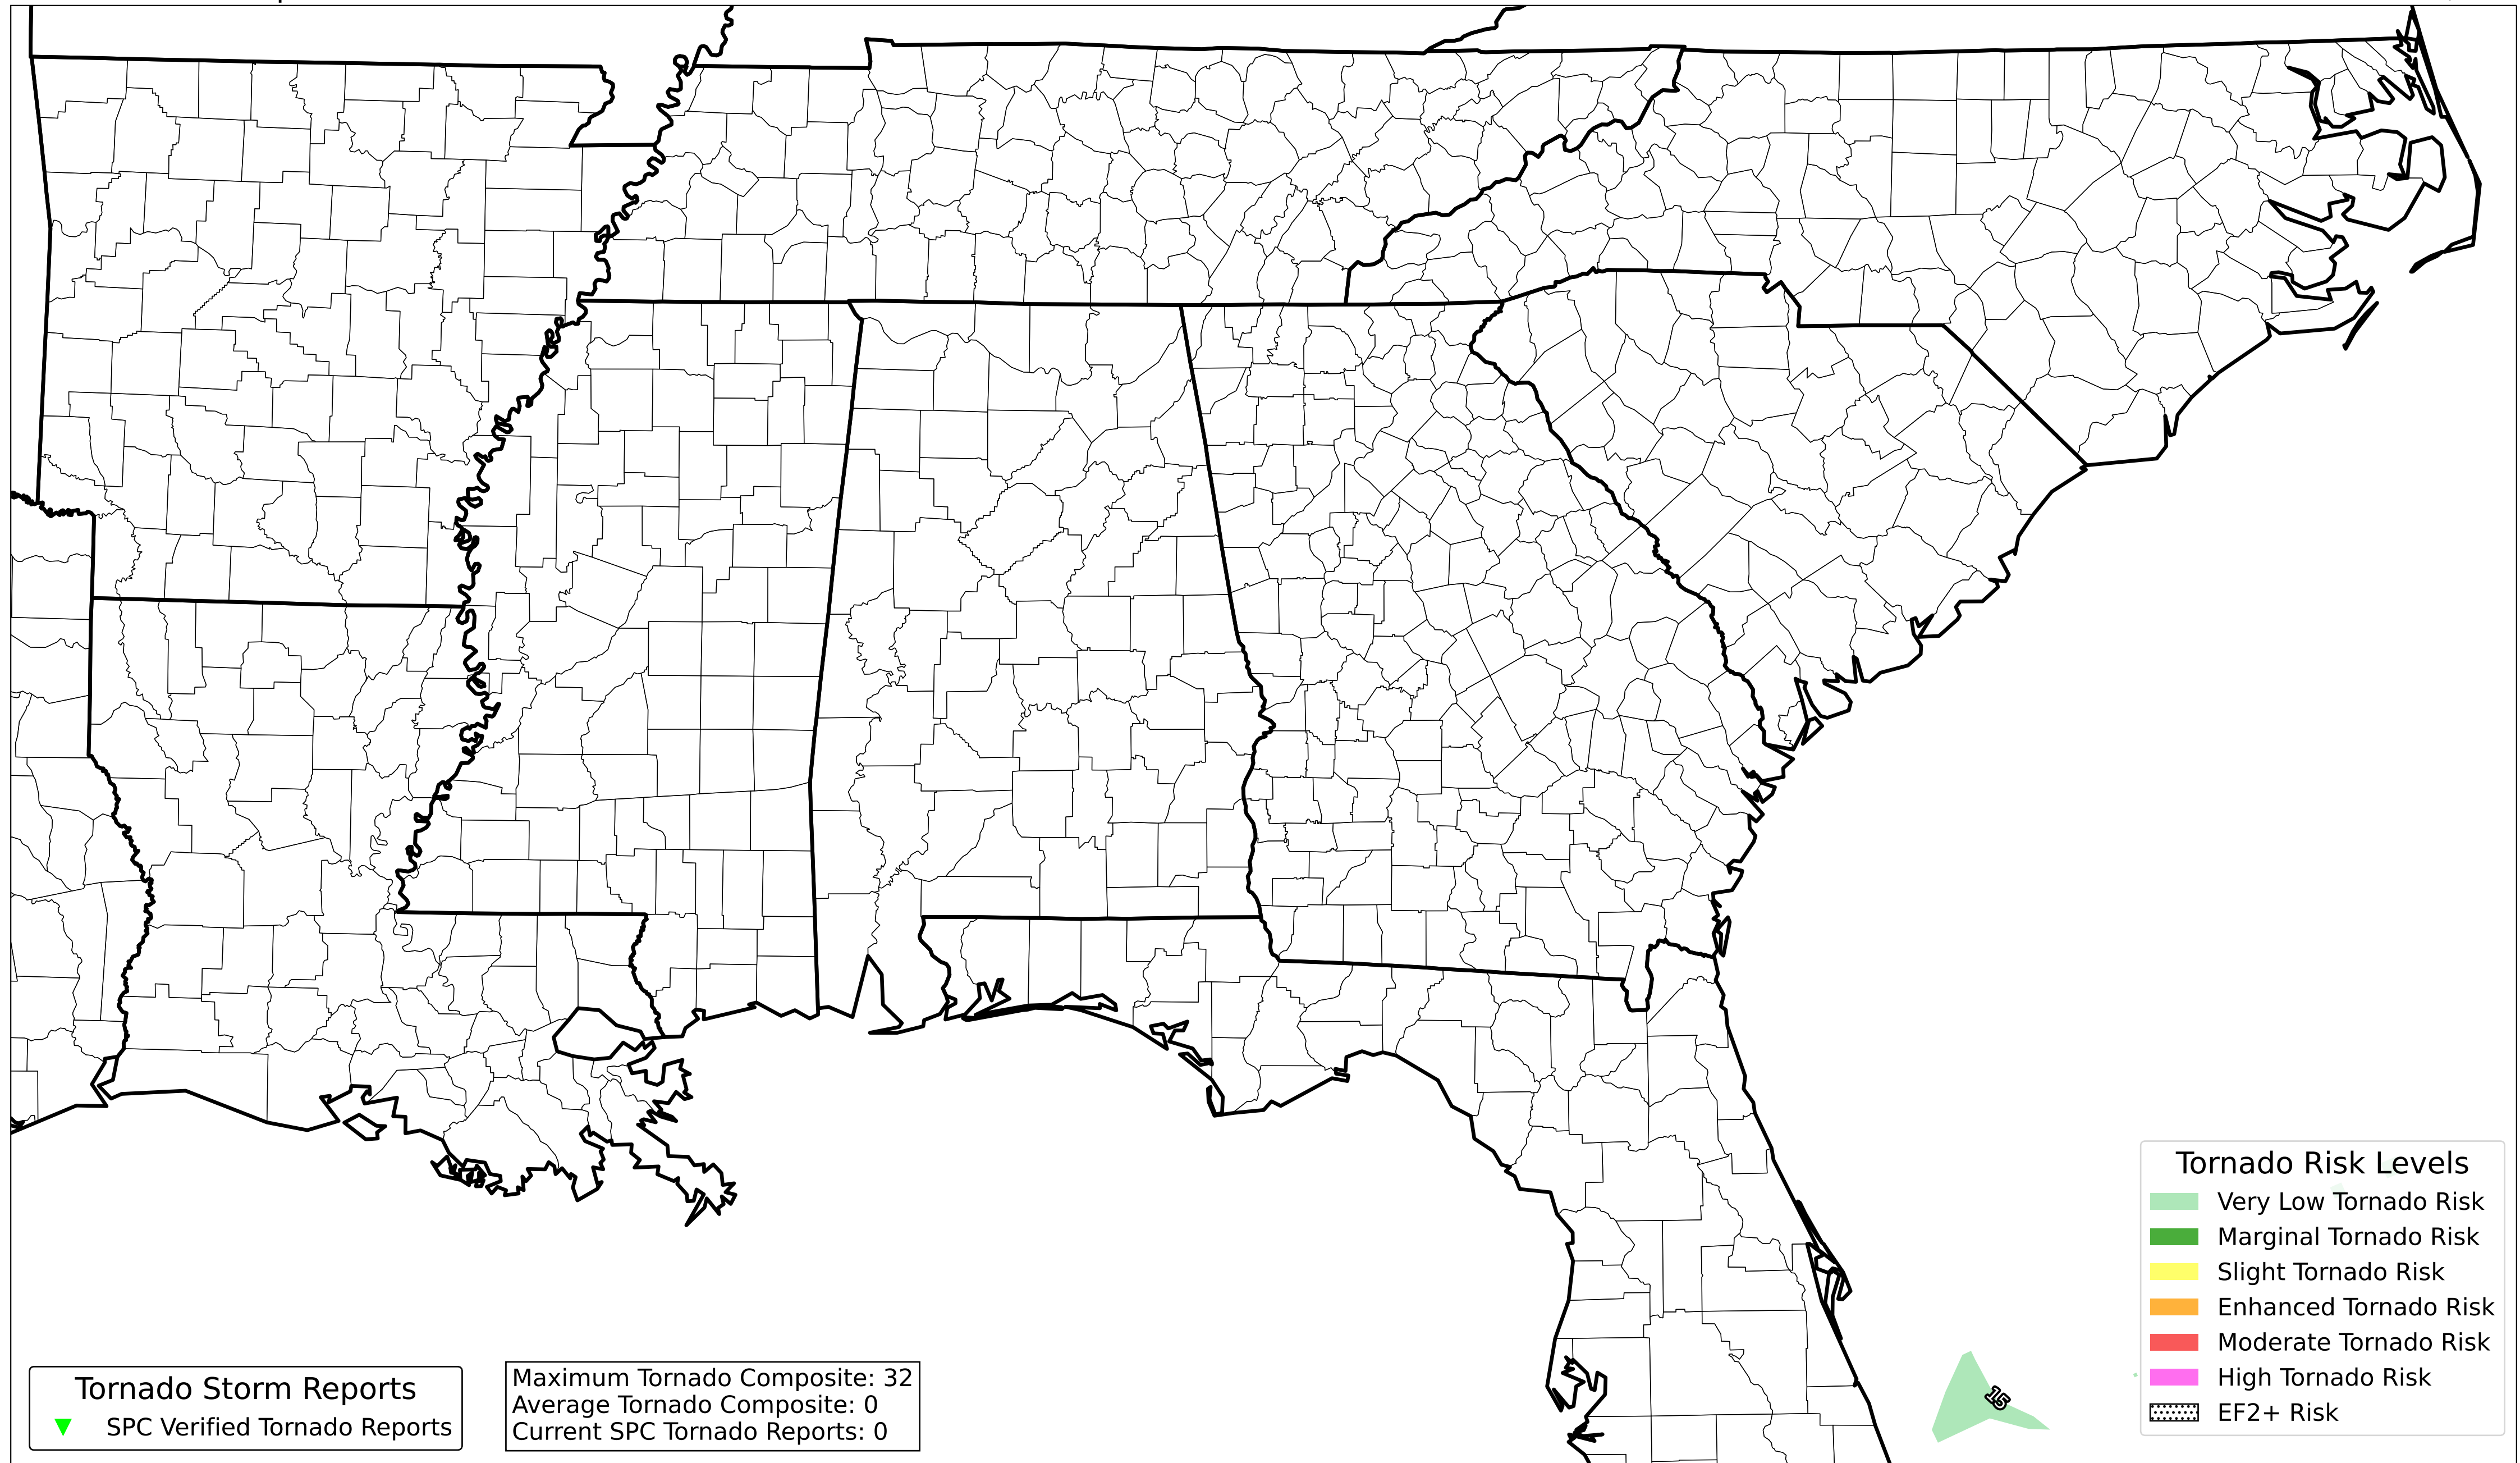 Tornado Risk Levels
Very Low Tornado Risk
Marginal Tornado Risk
Slight Tornado Risk
Enhanced Tornado Risk
Moderate Tornado Risk
High Tornado Risk
EF2+ Risk
15
Tornado Storm Reports
SPC Verified Tornado Reports
Maximum Tornado Composite: 32
Average Tornado Composite: 0
Current SPC Tornado Reports: 0